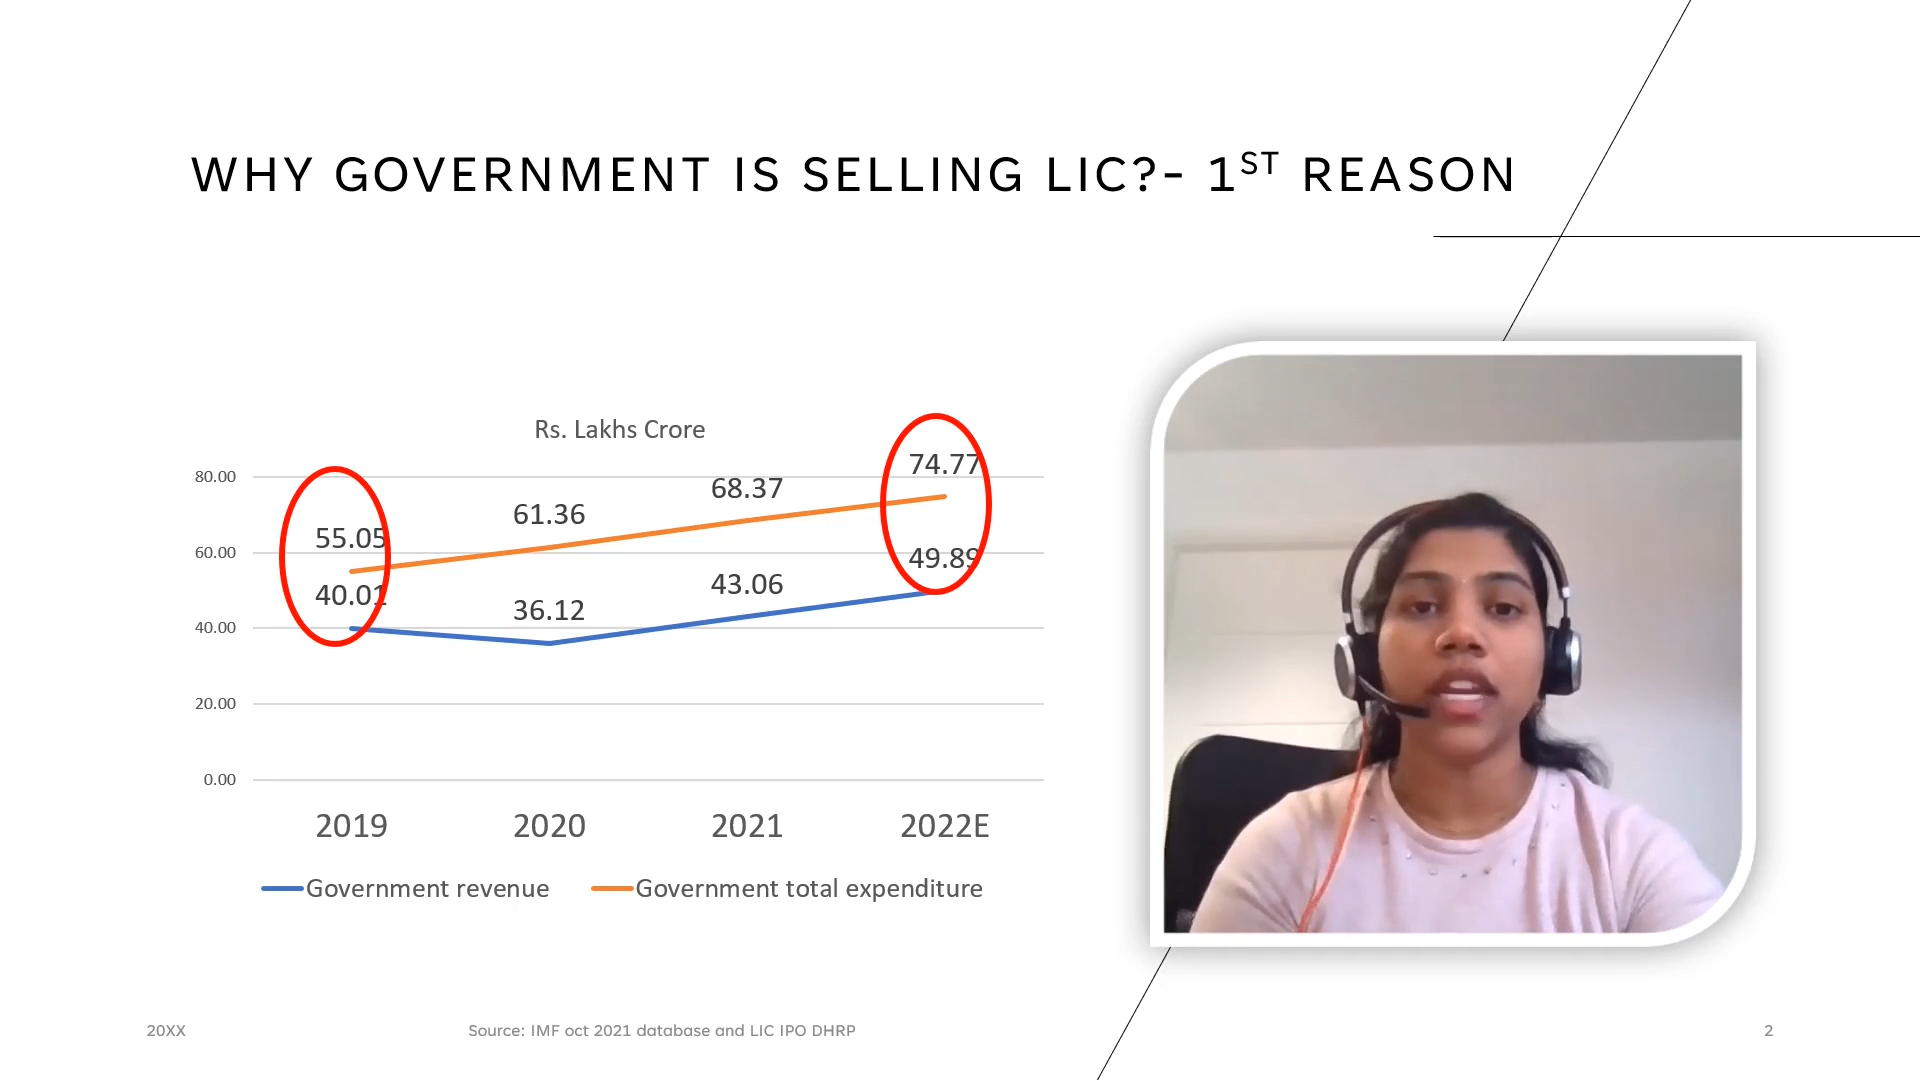 WHY GOVERNMENT IS SELLING LIC?- 1ST REASON
Rs. Lakhs Crore
80.00
60.00
40.00
20.00
0.00
55.05
61.36
68.37
74.77
40.01
36.12
43.06
49.89
2019
2020
2021
2022E
Government revenue
Government total expenditure
20XX
Source: IMF oct 2021 database and LIC IPO DHRP
2